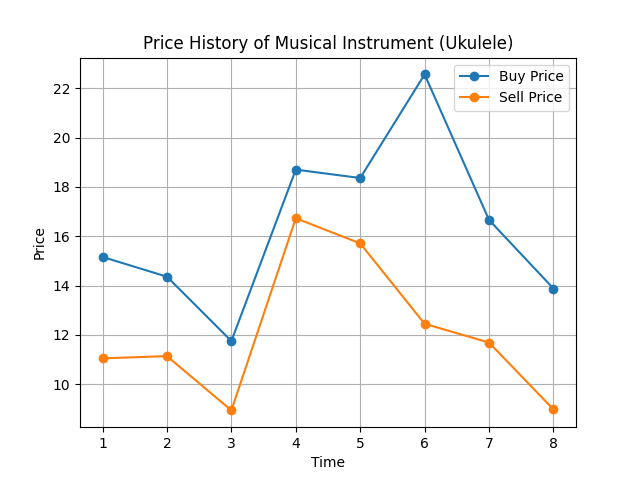 Price History of Musical Instrument (Ukulele)
Buy Price
Sell Price
22
20
18
16
14
12
10
Price
1 2 3 4 5 6 7 8
Time